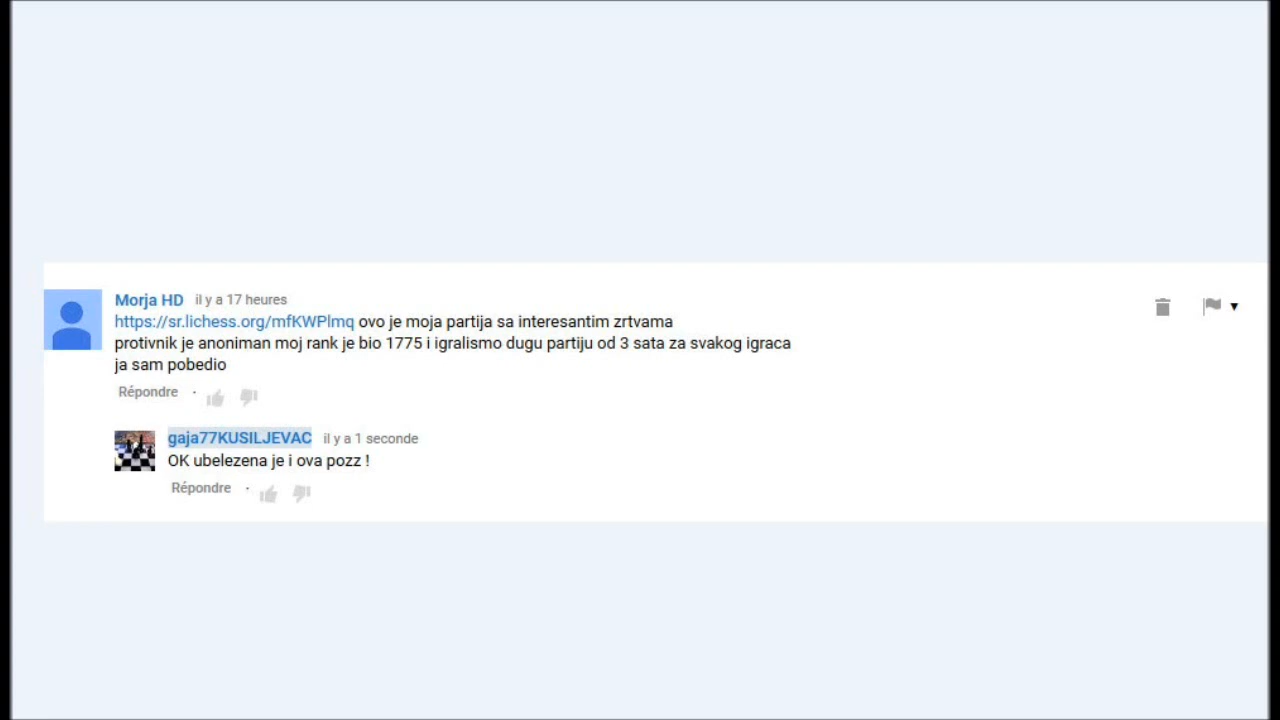 Morja HD il y a 17 heures
https://sr.lichess.org/mfKWPlmq ovo je moja partija sa interesantim zrtvama
protivnik je anoniman moj rank je bio 1775 i igralismo dugu partiju od 3 sata za svakog igraca
ja sam pobedio
Répondre ·
gaja77KUSILJEVAC il y a 1 seconde
OK ubelezena je i ova pozz !
Répondre ·